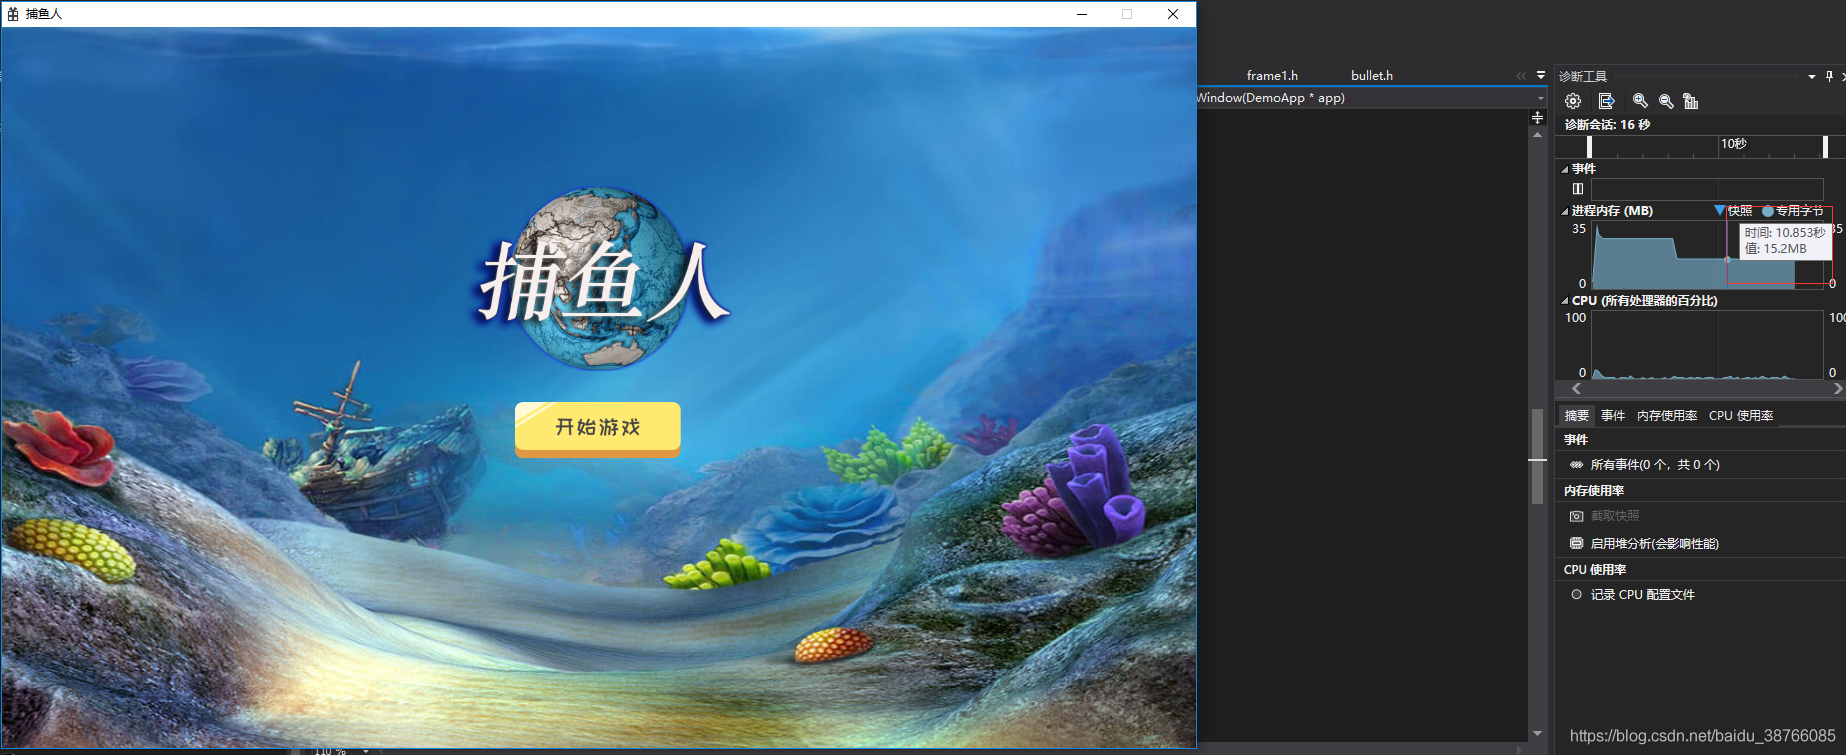 捕鱼人
捕鱼人
开始游戏
frame1.h bullet.h
Window(DemoApp * app)
110 %
诊断工具
诊断会话: 16 秒
10秒
事件
进程内存 (MB) 快照 专用字节
35 35
时间: 10.853秒
值: 15.2MB
0 0
CPU (所有处理器的百分比)
100 100
0 0
摘要 事件 内存使用率 CPU 使用率
事件
所有事件(0 个，共 0 个)
内存使用率
截取快照
启用堆分析(会影响性能)
CPU 使用率
记录 CPU 配置文件
https://blog.csdn.net/baidu_38766085